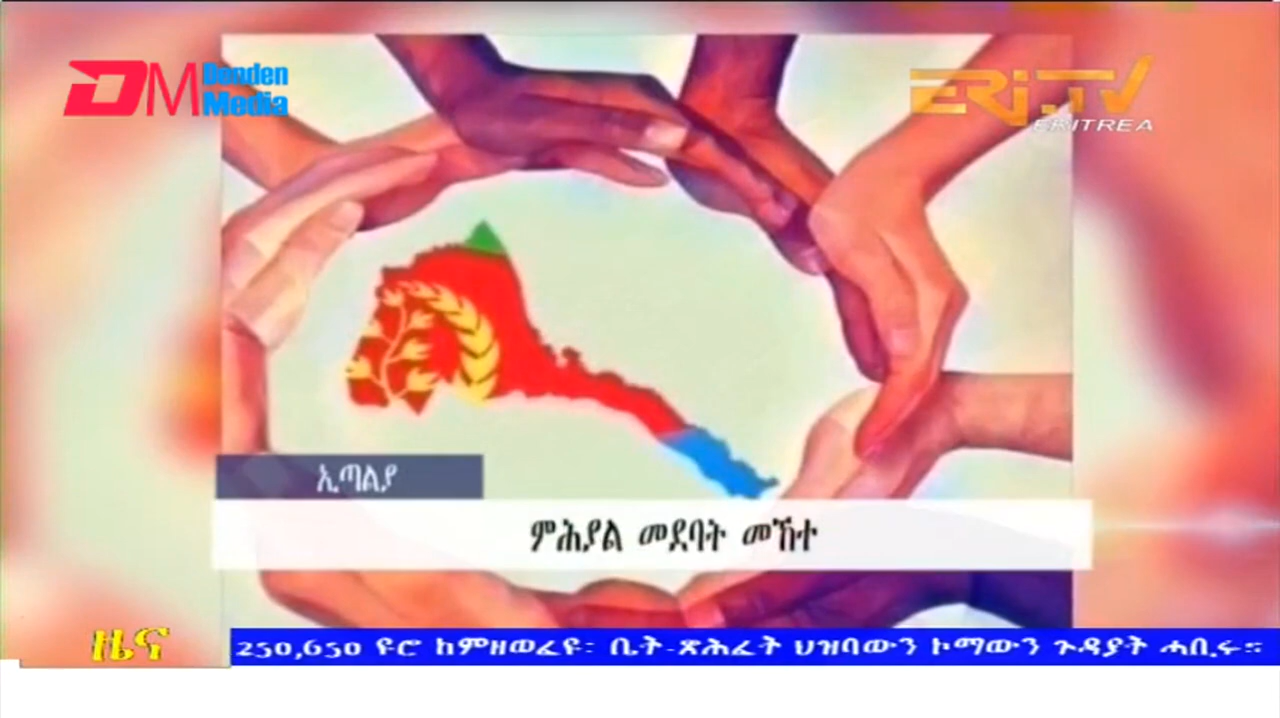 DM Denden Media
ERi-TV
ERITREA
ኢጣልያ
ምሕያል መደባት መኸተ
ዜና
250,650 ዩሮ ከምዘወፈዩ፡ ቤት-ጽሕፈት ህዝባውን ኮማውን ጉዳያት ሓቢሩ።